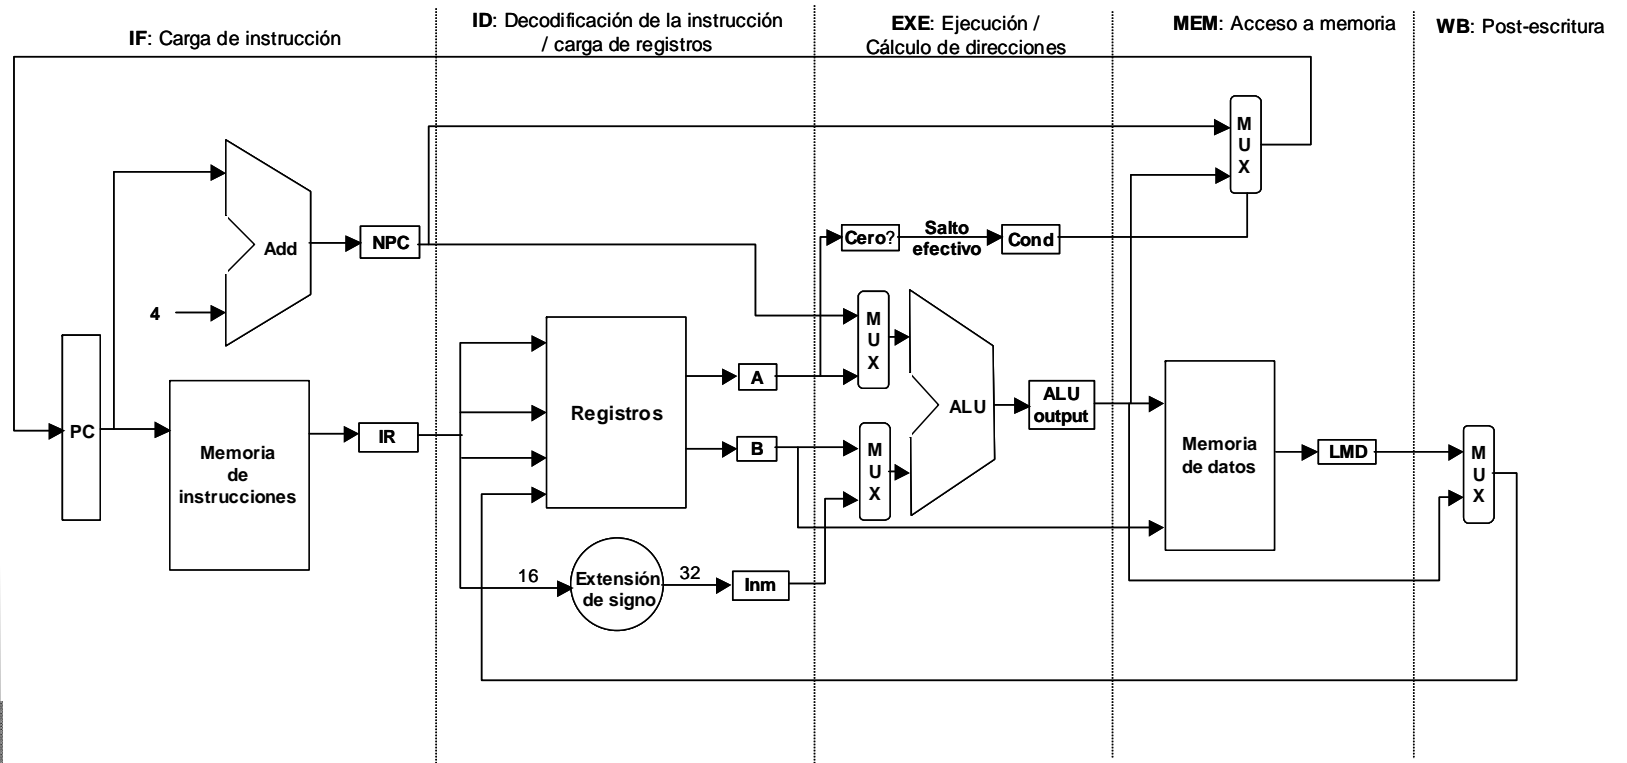 IF: Carga de instrucción
ID: Decodificación de la instrucción
/ carga de registros
EXE: Ejecución /
Cálculo de direcciones
MEM: Acceso a memoria
WB: Post-escritura
M
U
X
Add
NPC
4
Cero?
Salto
efectivo
Cond
PC
Memoria
de
instrucciones
IR
Registros
A
B
M
U
X
M
U
X
ALU
ALU
output
Memoria
de datos
LMD
M
U
X
16
Extensión
de signo
32
Inm